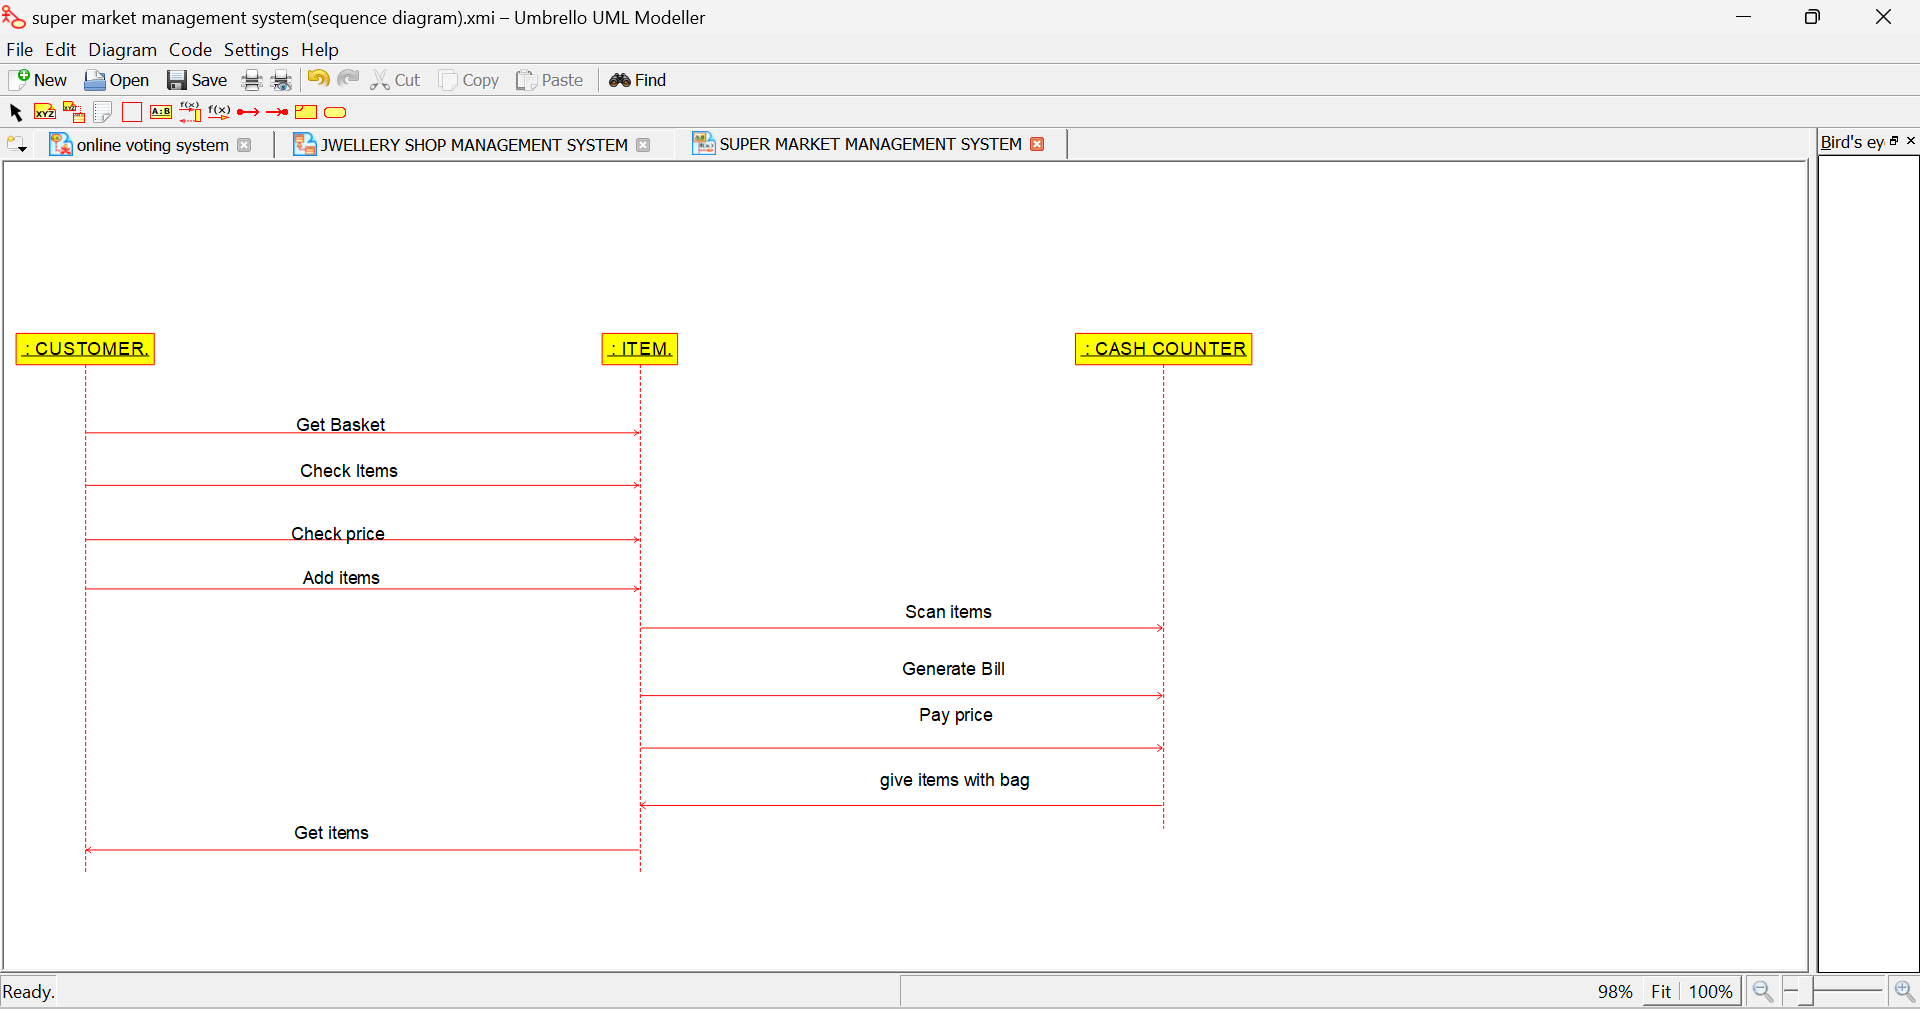 super market management system(sequence diagram).xmi – Umbrello UML Modeller
File Edit Diagram Code Settings Help
New Open Save Cut Copy Paste Find
XYZ XYZ A:B f(x) f(x)
online voting system JWELLERY SHOP MANAGEMENT SYSTEM SUPER MARKET MANAGEMENT SYSTEM Bird's ey
: CUSTOMER. : ITEM. : CASH COUNTER
Get Basket
Check Items
Check price
Add items
Scan items
Generate Bill
Pay price
give items with bag
Get items
Ready. 98% Fit 100%